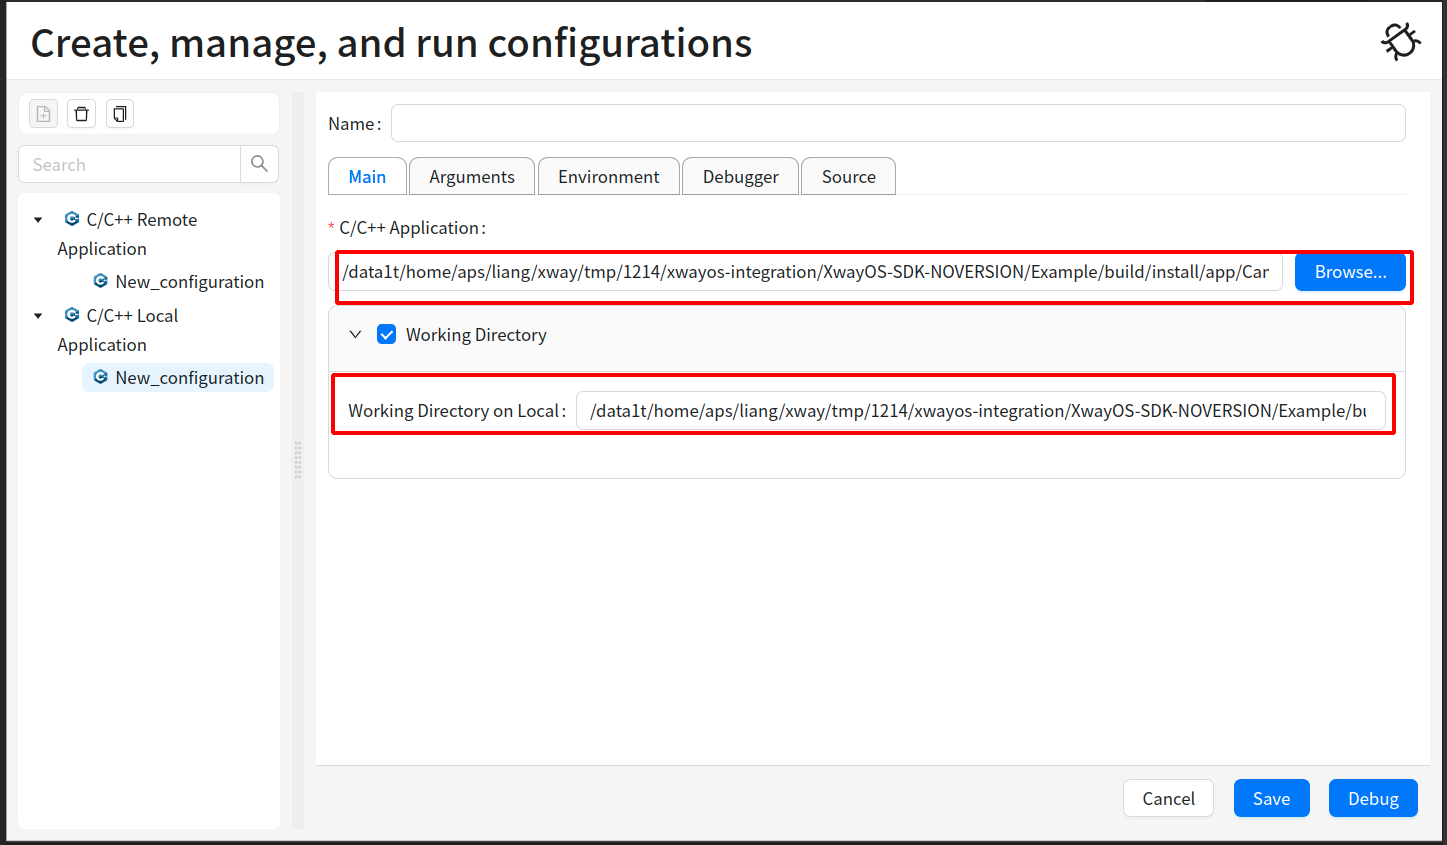 Create, manage, and run configurations
Search
C/C++ Remote
Application
New_configuration
C/C++ Local
Application
New_configuration
Name:
Main Arguments Environment Debugger Source
* C/C++ Application:
/data1t/home/aps/liang/xway/tmp/1214/xwayos-integration/XwayOS-SDK-NOVERSION/Example/build/install/app/Can Browse...
Working Directory
Working Directory on Local: /data1t/home/aps/liang/xway/tmp/1214/xwayos-integration/XwayOS-SDK-NOVERSION/Example/bu
Cancel Save Debug